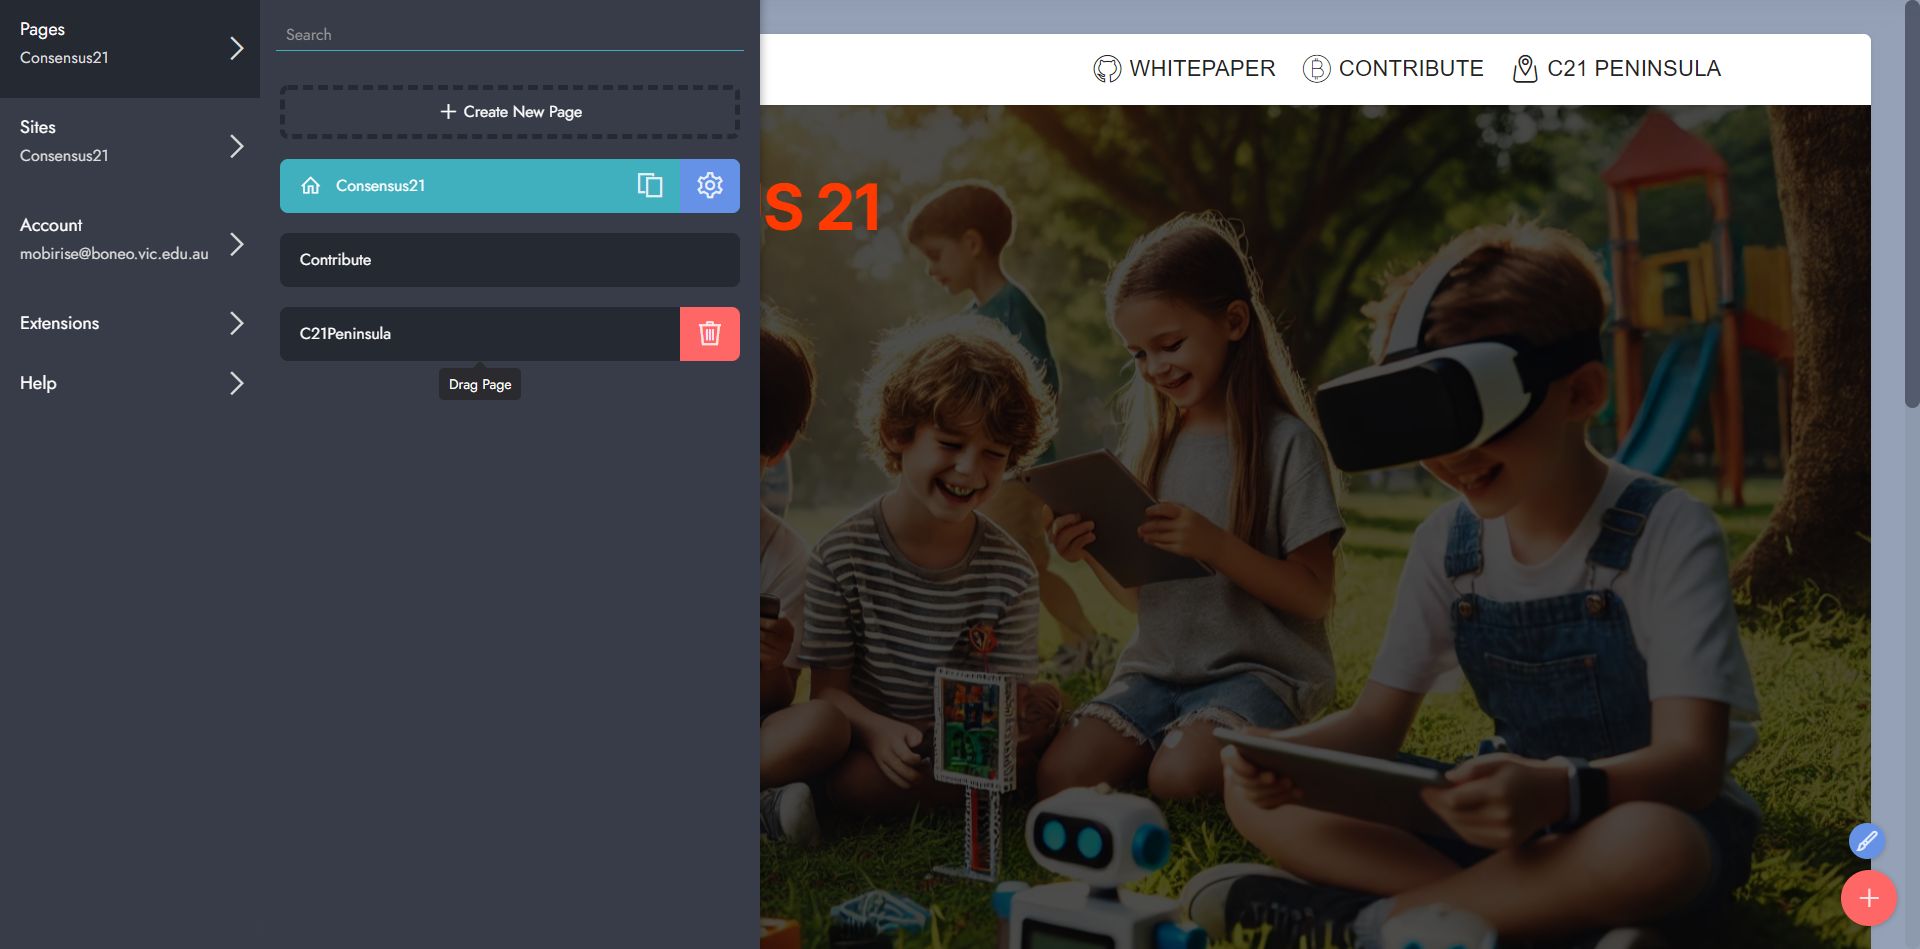 Pages
Consensus21
Sites
Consensus21
Account
mobirise@boneo.vic.edu.au
Extensions
Help
Search
Create New Page
Consensus21
Contribute
C21Peninsula
Drag Page
WHITEPAPER CONTRIBUTE C21 PENINSULA
S 21